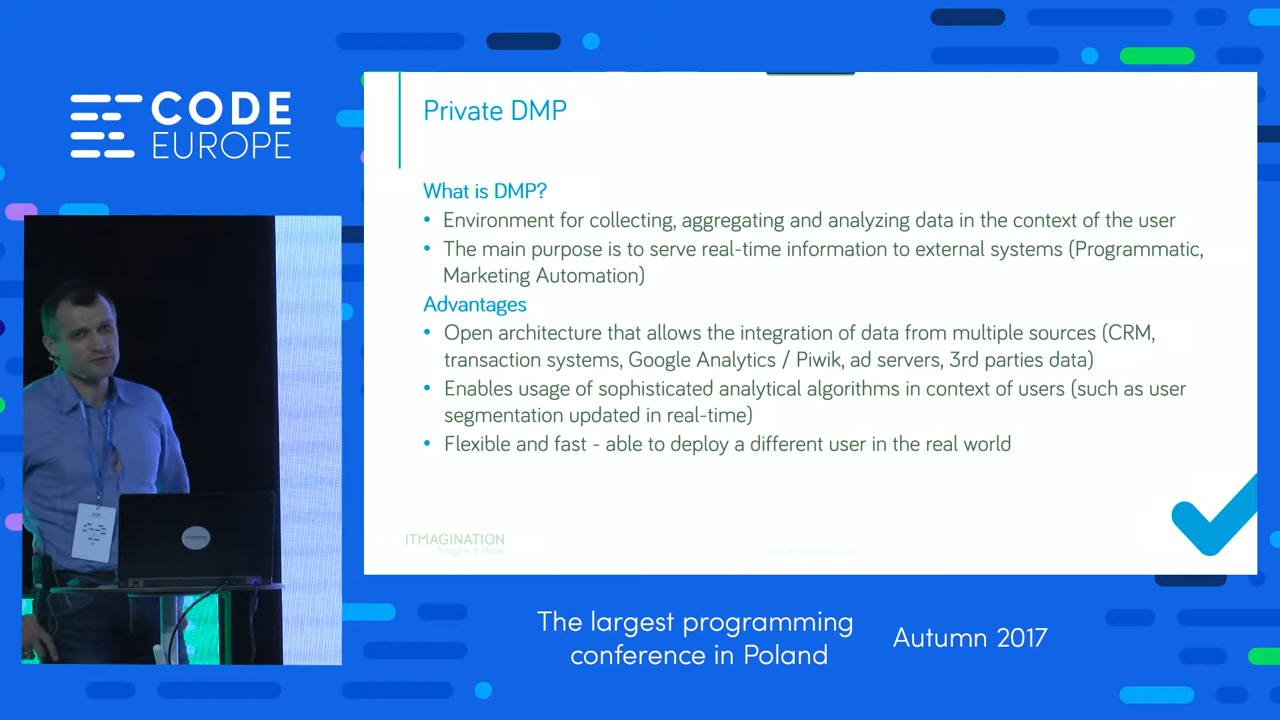 CODE
EUROPE
Private DMP
What is DMP?
• Environment for collecting, aggregating and analyzing data in the context of the user
• The main purpose is to serve real-time information to external systems (Programmatic,
Marketing Automation)
Advantages
• Open architecture that allows the integration of data from multiple sources (CRM,
transaction systems, Google Analytics / Piwik, ad servers, 3rd parties data)
• Enables usage of sophisticated analytical algorithms in context of users (such as user
segmentation updated in real-time)
• Flexible and fast - able to deploy a different user in the real world
ITMAGINATION
Imagine it. Done.
The largest programming
conference in Poland
Autumn 2017